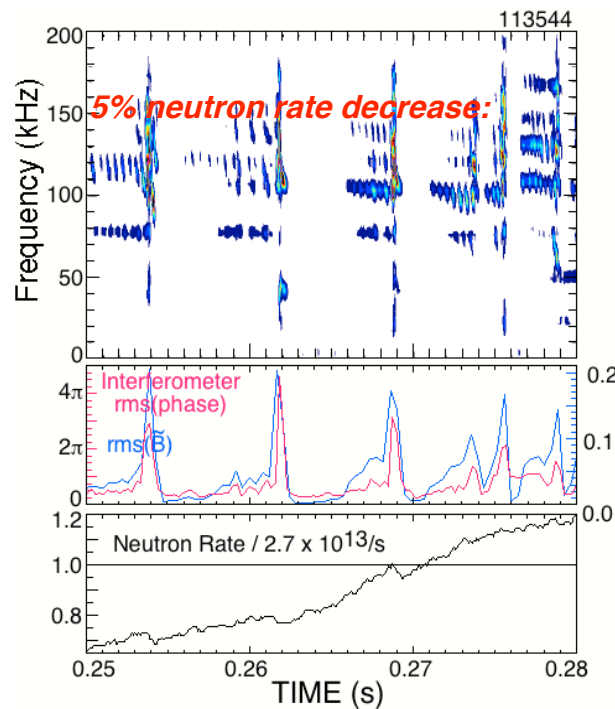 113544
200
150
100
50
0
Frequency (kHz)
5% neutron rate decrease:
4π
2π
0
Interferometer
rms(phase)
rms(B̃)
0.2
0.1
0.0
1.2
1.0
0.8
Neutron Rate / 2.7 x 10¹³/s
0.25
0.26
0.27
0.28
TIME (s)